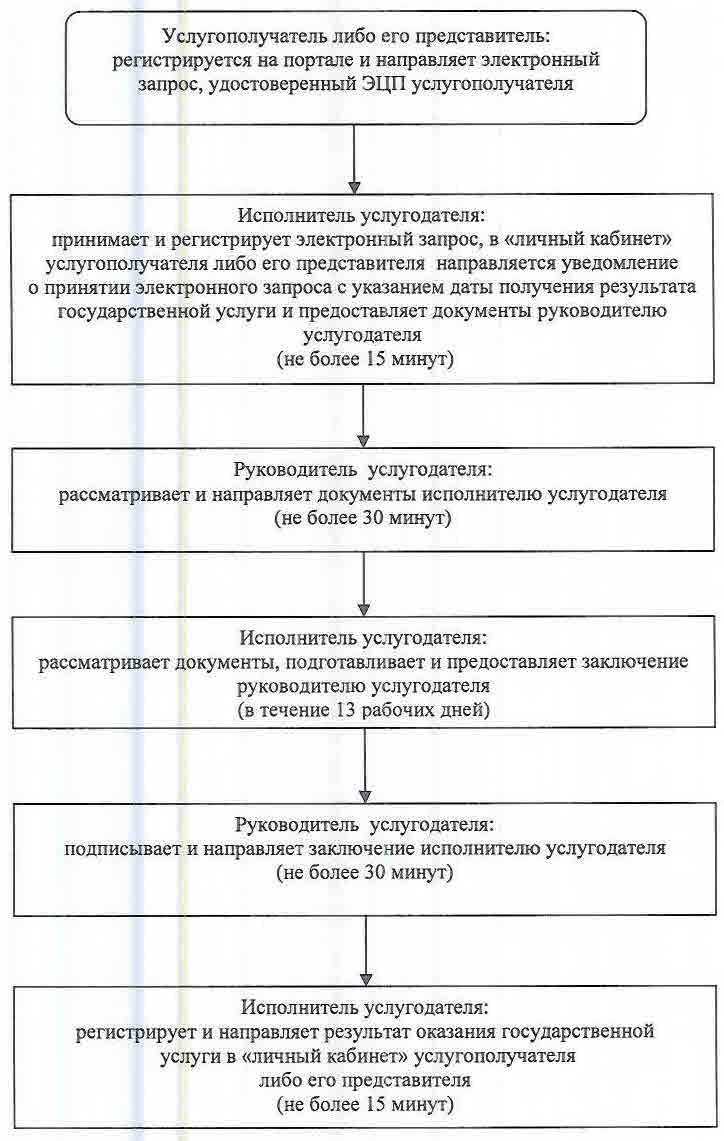 Услугополучатель либо его представитель:
регистрируется на портале и направляет электронный
запрос, удостоверенный ЭЦП услугополучателя
Исполнитель услугодателя:
принимает и регистрирует электронный запрос, в «личный кабинет»
услугополучателя либо его представителя направляется уведомление
о принятии электронного запроса с указанием даты получения результата
государственной услуги и предоставляет документы руководителю
услугодателя
(не более 15 минут)
Руководитель услугодателя:
рассматривает и направляет документы исполнителю услугодателя
(не более 30 минут)
Исполнитель услугодателя:
рассматривает документы, подготавливает и предоставляет заключение
руководителю услугодателя
(в течение 13 рабочих дней)
Руководитель услугодателя:
подписывает и направляет заключение исполнителю услугодателя
(не более 30 минут)
Исполнитель услугодателя:
регистрирует и направляет результат оказания государственной
услуги в «личный кабинет» услугополучателя
либо его представителя
(не более 15 минут)